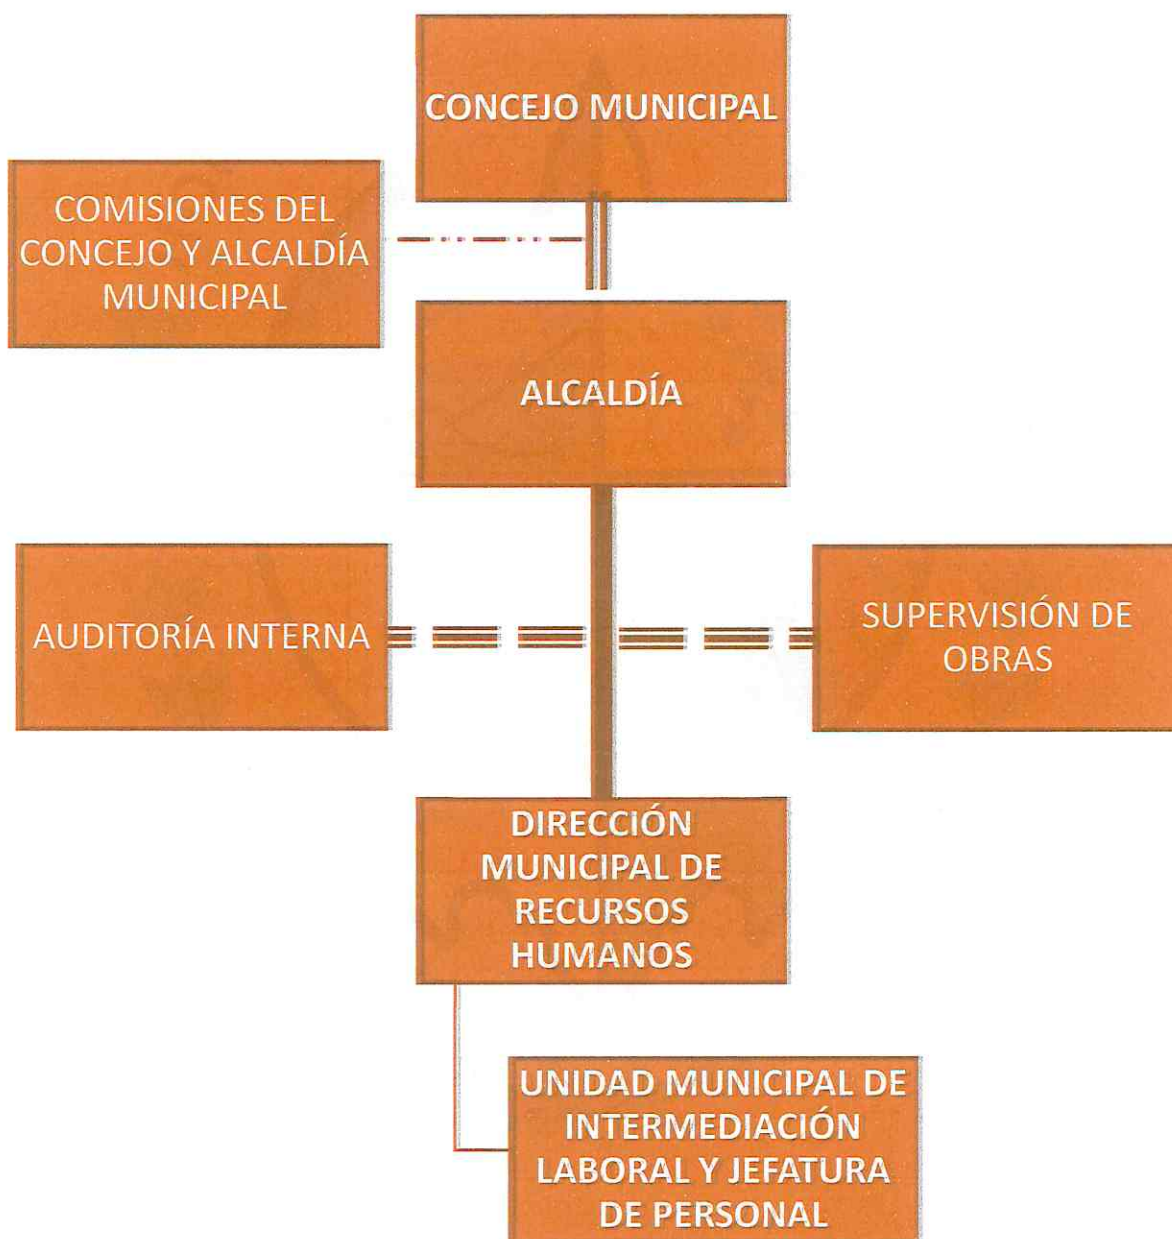 CONCEJO MUNICIPAL
COMISIONES DEL
CONCEJO Y ALCALDÍA
MUNICIPAL
ALCALDÍA
AUDITORÍA INTERNA
SUPERVISIÓN DE
OBRAS
DIRECCIÓN
MUNICIPAL DE
RECURSOS
HUMANOS
UNIDAD MUNICIPAL DE
INTERMEDIACIÓN
LABORAL Y JEFATURA
DE PERSONAL